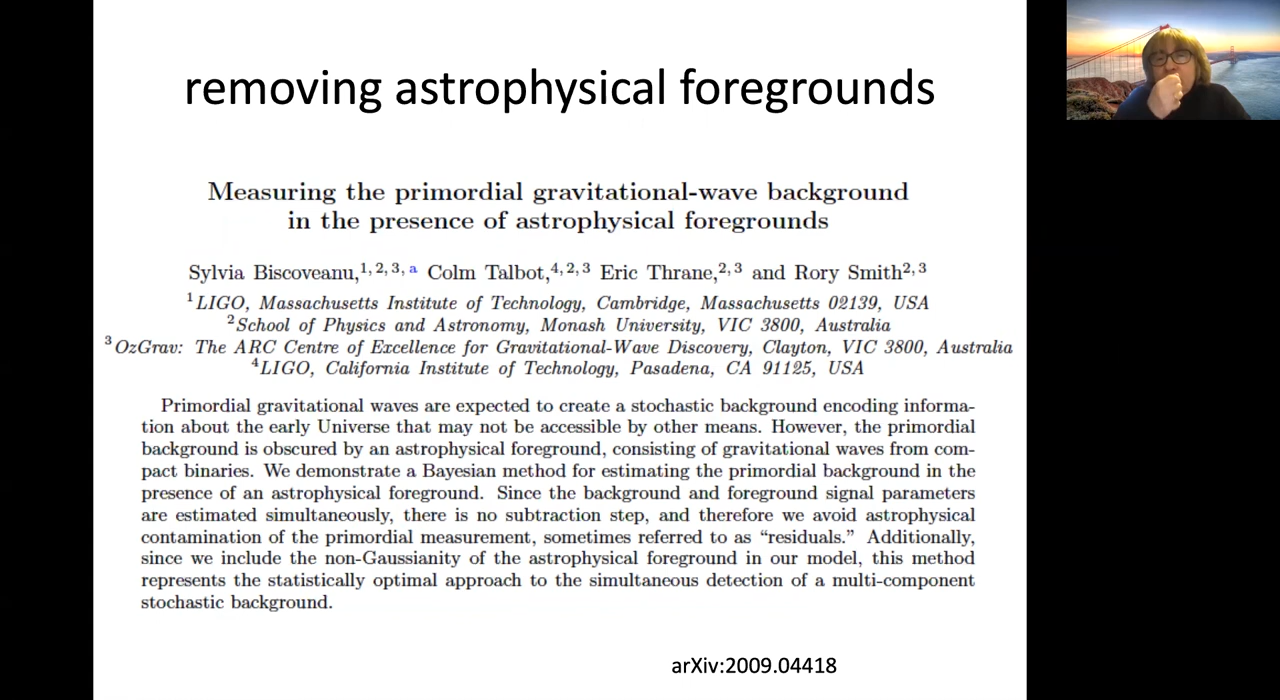 removing astrophysical foregrounds
Measuring the primordial gravitational-wave background
in the presence of astrophysical foregrounds
Sylvia Biscoveanu,1, 2, 3, a Colm Talbot,4, 2, 3 Eric Thrane,2, 3 and Rory Smith2, 3
1LIGO, Massachusetts Institute of Technology, Cambridge, Massachusetts 02139, USA
2School of Physics and Astronomy, Monash University, VIC 3800, Australia
3OzGrav: The ARC Centre of Excellence for Gravitational-Wave Discovery, Clayton, VIC 3800, Australia
4LIGO, California Institute of Technology, Pasadena, CA 91125, USA
Primordial gravitational waves are expected to create a stochastic background encoding informa-
tion about the early Universe that may not be accessible by other means. However, the primordial
background is obscured by an astrophysical foreground, consisting of gravitational waves from com-
pact binaries. We demonstrate a Bayesian method for estimating the primordial background in the
presence of an astrophysical foreground. Since the background and foreground signal parameters
are estimated simultaneously, there is no subtraction step, and therefore we avoid astrophysical
contamination of the primordial measurement, sometimes referred to as “residuals.” Additionally,
since we include the non-Gaussianity of the astrophysical foreground in our model, this method
represents the statistically optimal approach to the simultaneous detection of a multi-component
stochastic background.
arXiv:2009.04418